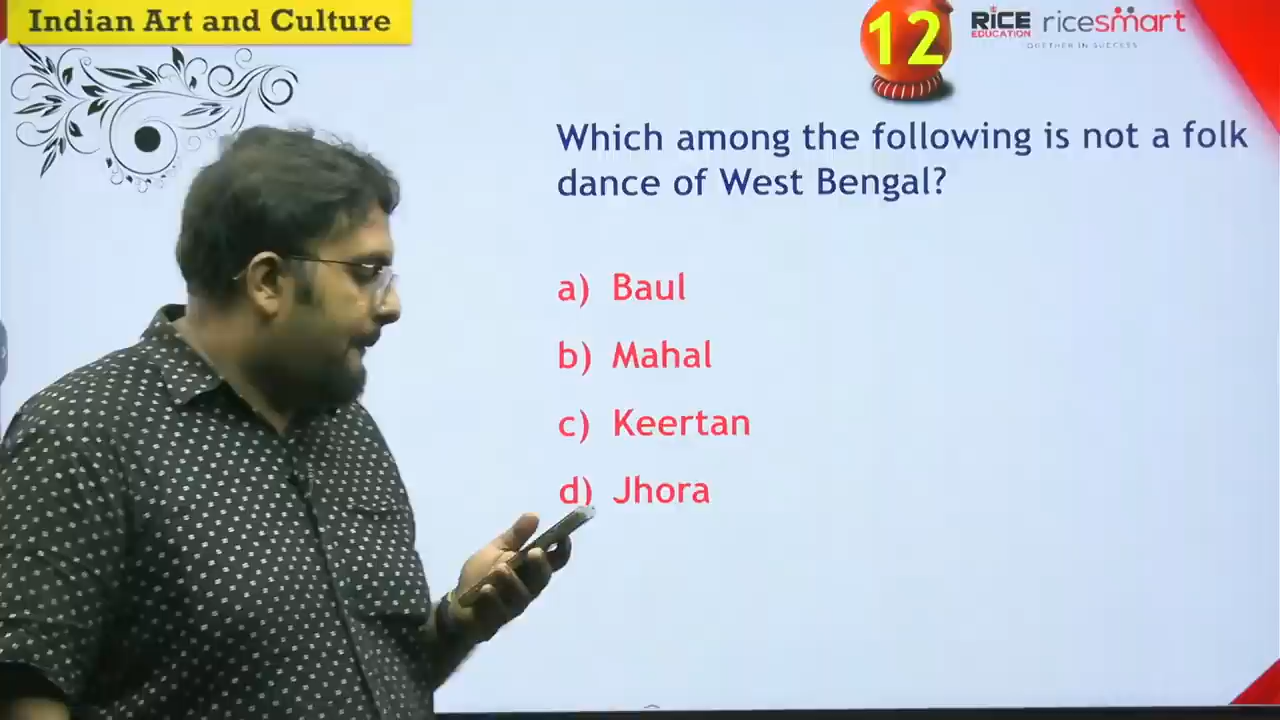 Indian Art and Culture
12
RICE
EDUCATION
ricesmart
OGETHER IN SUCCESS
Which among the following is not a folk
dance of West Bengal?
a) Baul
b) Mahal
c) Keertan
d) Jhora